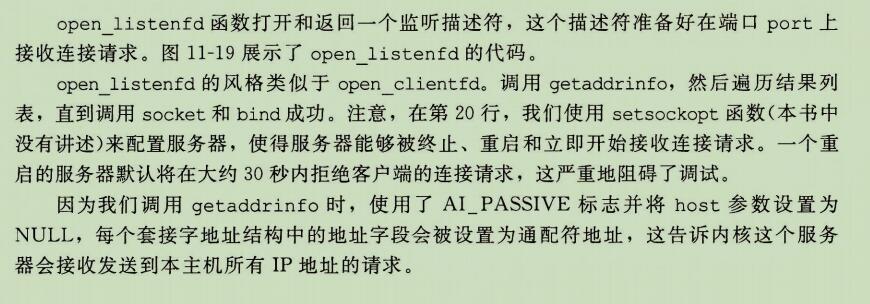 open_listenfd 函数打开和返回一个监听描述符，这个描述符准备好在端口 port 上
接收连接请求。图 11-19 展示了 open_listenfd 的代码。
open_listenfd 的风格类似于 open_clientfd。调用 getaddrinfo，然后遍历结果列
表，直到调用 socket 和 bind 成功。注意，在第 20 行，我们使用 setsockopt 函数(本书中
没有讲述)来配置服务器，使得服务器能够被终止、重启和立即开始接收连接请求。一个重
启的服务器默认将在大约 30 秒内拒绝客户端的连接请求，这严重地阻碍了调试。
因为我们调用 getaddrinfo 时，使用了 AI_PASSIVE 标志并将 host 参数设置为
NULL，每个套接字地址结构中的地址字段会被设置为通配符地址，这告诉内核这个服务
器会接收发送到本主机所有 IP 地址的请求。